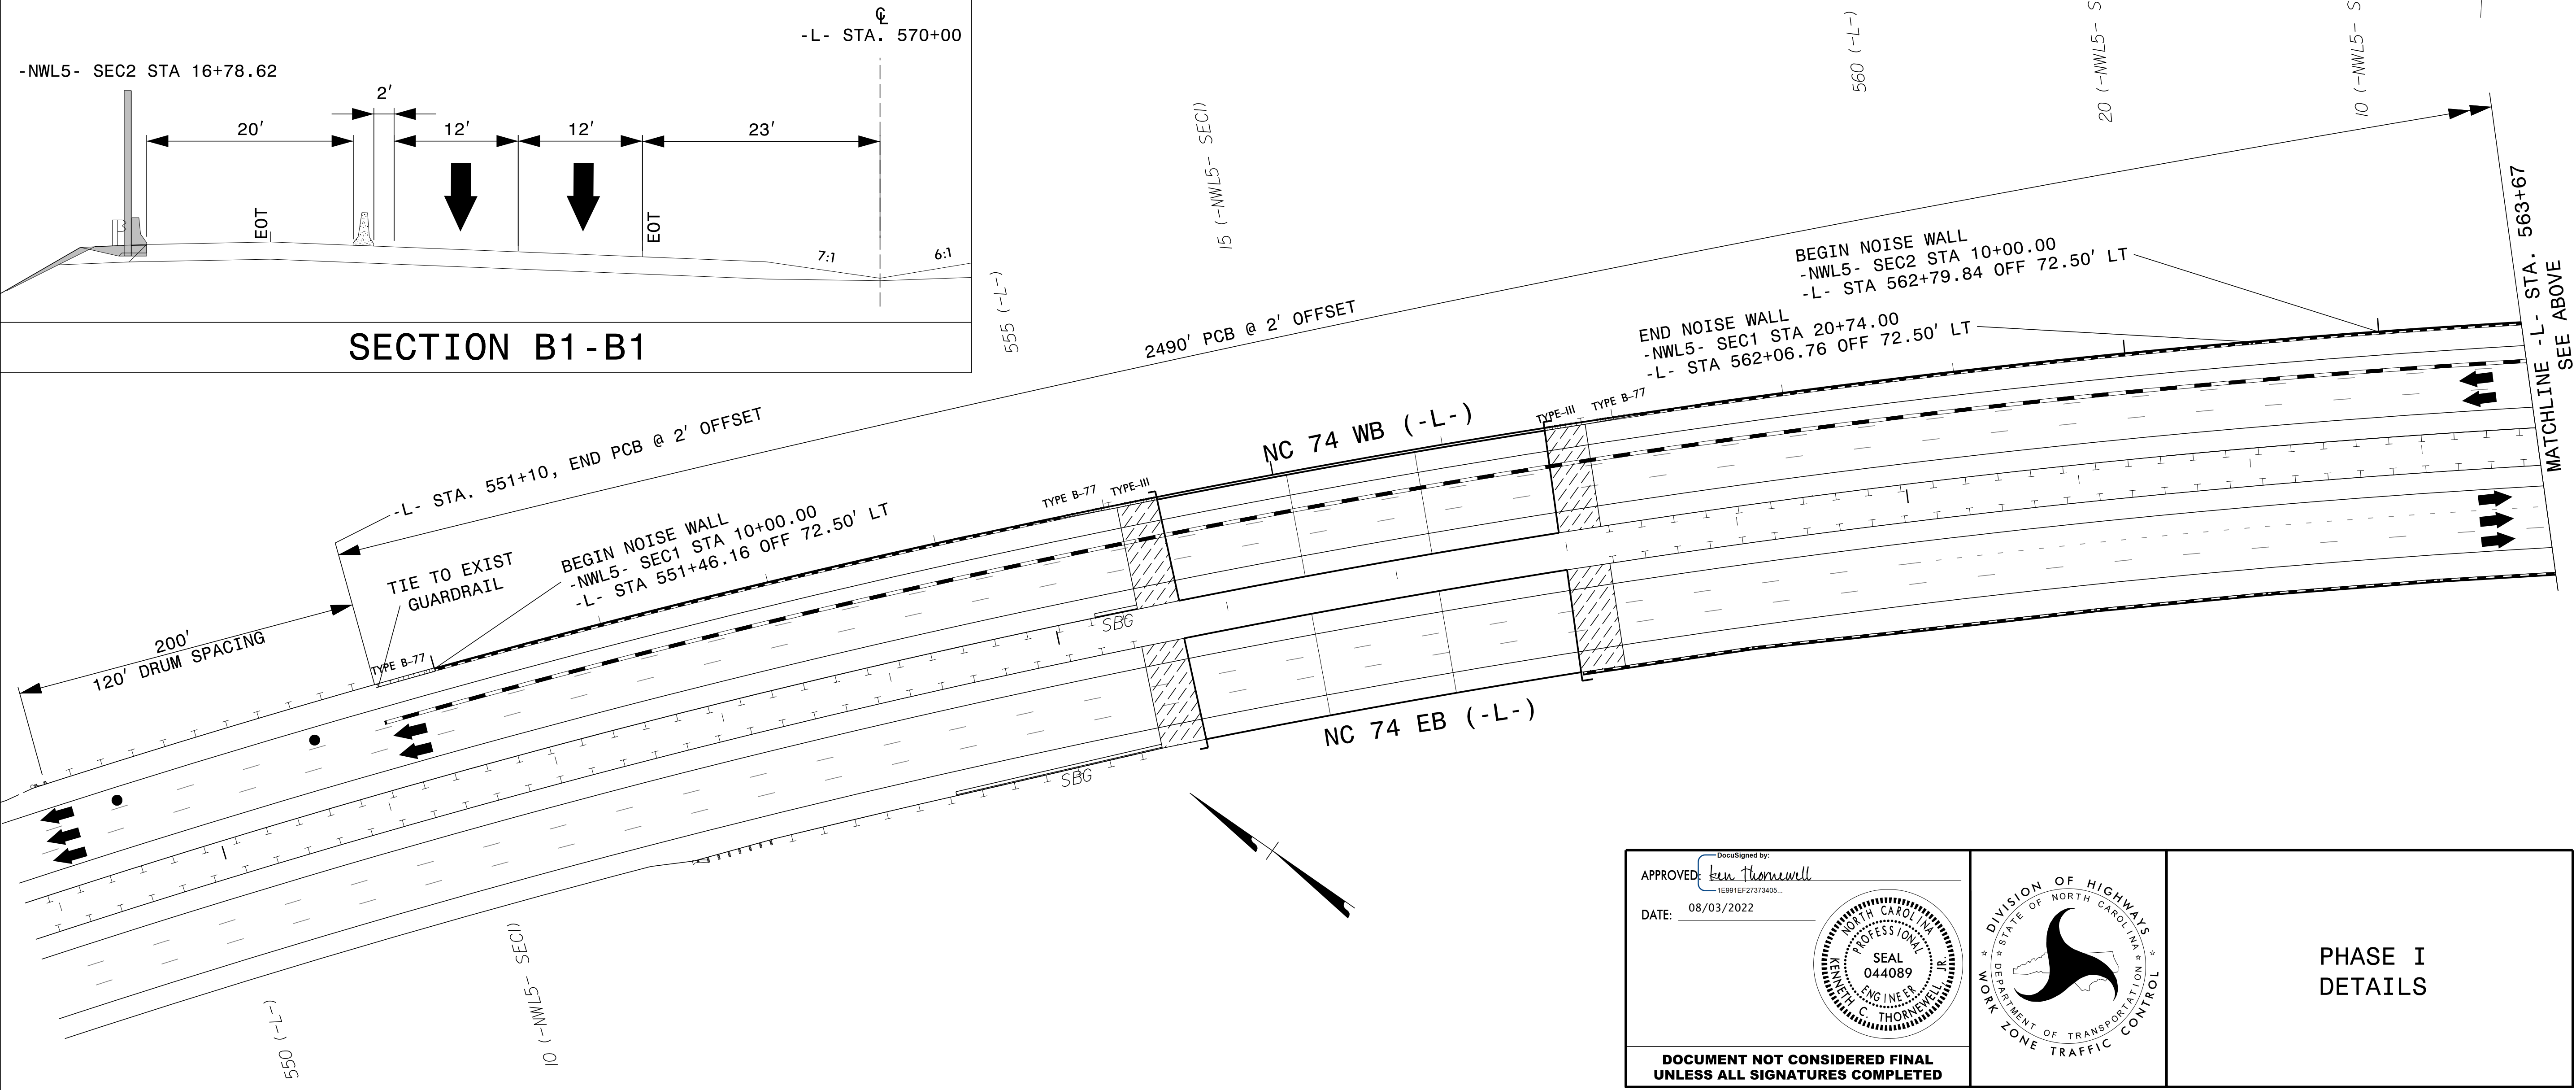 ℄
-L- STA. 570+00
-NWL5- SEC2 STA 16+78.62
2'
20'
12'
12'
23'
EOT
EOT
7:1
6:1
SECTION B1-B1
555 (-L-)
15 (-NWL5- SEC1)
560 (-L-)
20 (-NWL5- S
10 (-NWL5- S
2490' PCB @ 2' OFFSET
-L- STA. 551+10, END PCB @ 2' OFFSET
BEGIN NOISE WALL
-NWL5- SEC2 STA 10+00.00
-L- STA 562+79.84 OFF 72.50' LT
END NOISE WALL
-NWL5- SEC1 STA 20+74.00
-L- STA 562+06.76 OFF 72.50' LT
MATCHLINE -L- STA. 563+67
SEE ABOVE
TYPE-III
TYPE B-77
NC 74 WB (-L-)
TYPE B-77
TYPE-III
BEGIN NOISE WALL
-NWL5- SEC1 STA 10+00.00
-L- STA 551+46.16 OFF 72.50' LT
TIE TO EXIST
GUARDRAIL
200'
120' DRUM SPACING
TYPE B-77
SBG
SBG
NC 74 EB (-L-)
550 (-L-)
10 (-NWL5- SEC1)
APPROVED:
DocuSigned by:
Ken Thornewell
1E991EF27373405...
DATE:
08/03/2022
NORTH CAROLINA
PROFESSIONAL
SEAL
044089
ENGINEER
KENNETH C. THORNEWELL, JR.
DOCUMENT NOT CONSIDERED FINAL
UNLESS ALL SIGNATURES COMPLETED
DIVISION OF HIGHWAYS
STATE OF NORTH CAROLINA
DEPARTMENT OF TRANSPORTATION
WORK ZONE TRAFFIC CONTROL
PHASE I
DETAILS